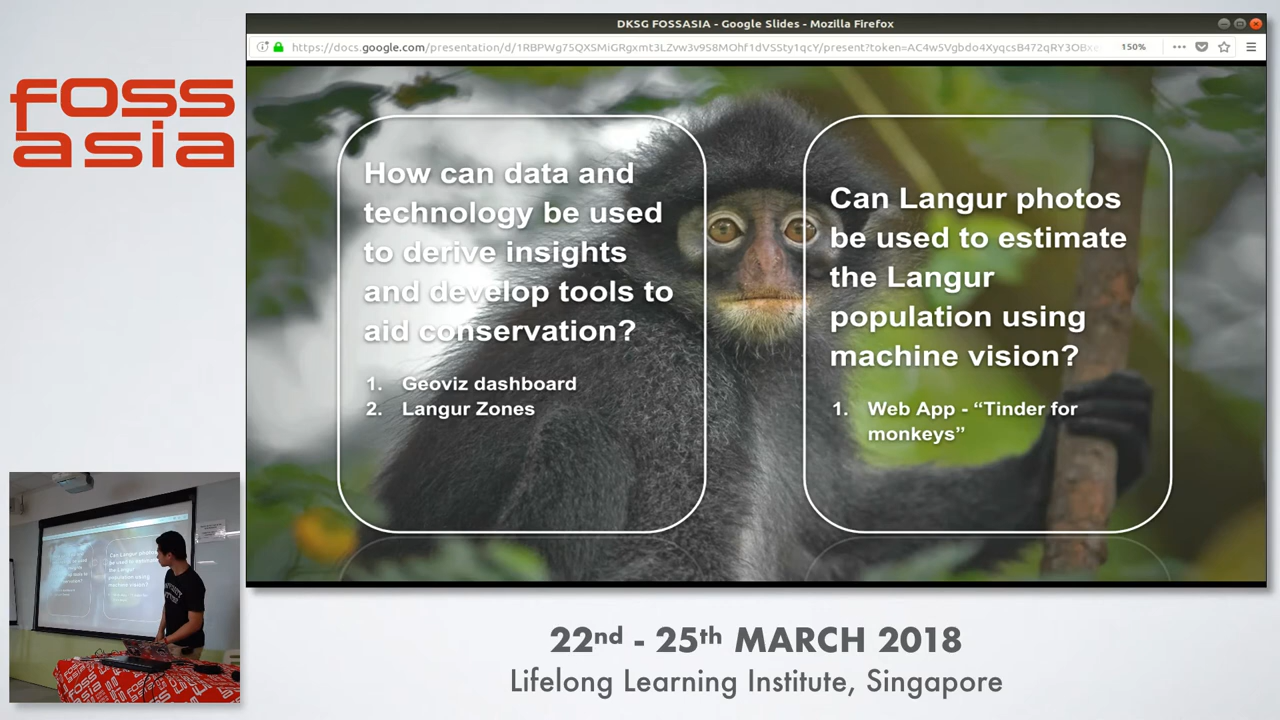 foss
asia
DKSG FOSSASIA - Google Slides - Mozilla Firefox
150%
How can data and
technology be used
to derive insights
and develop tools to
aid conservation?
1. Geoviz dashboard
2. Langur Zones
Can Langur photos
be used to estimate
the Langur
population using
machine vision?
1. Web App - “Tinder for
monkeys”
22nd - 25th MARCH 2018
Lifelong Learning Institute, Singapore